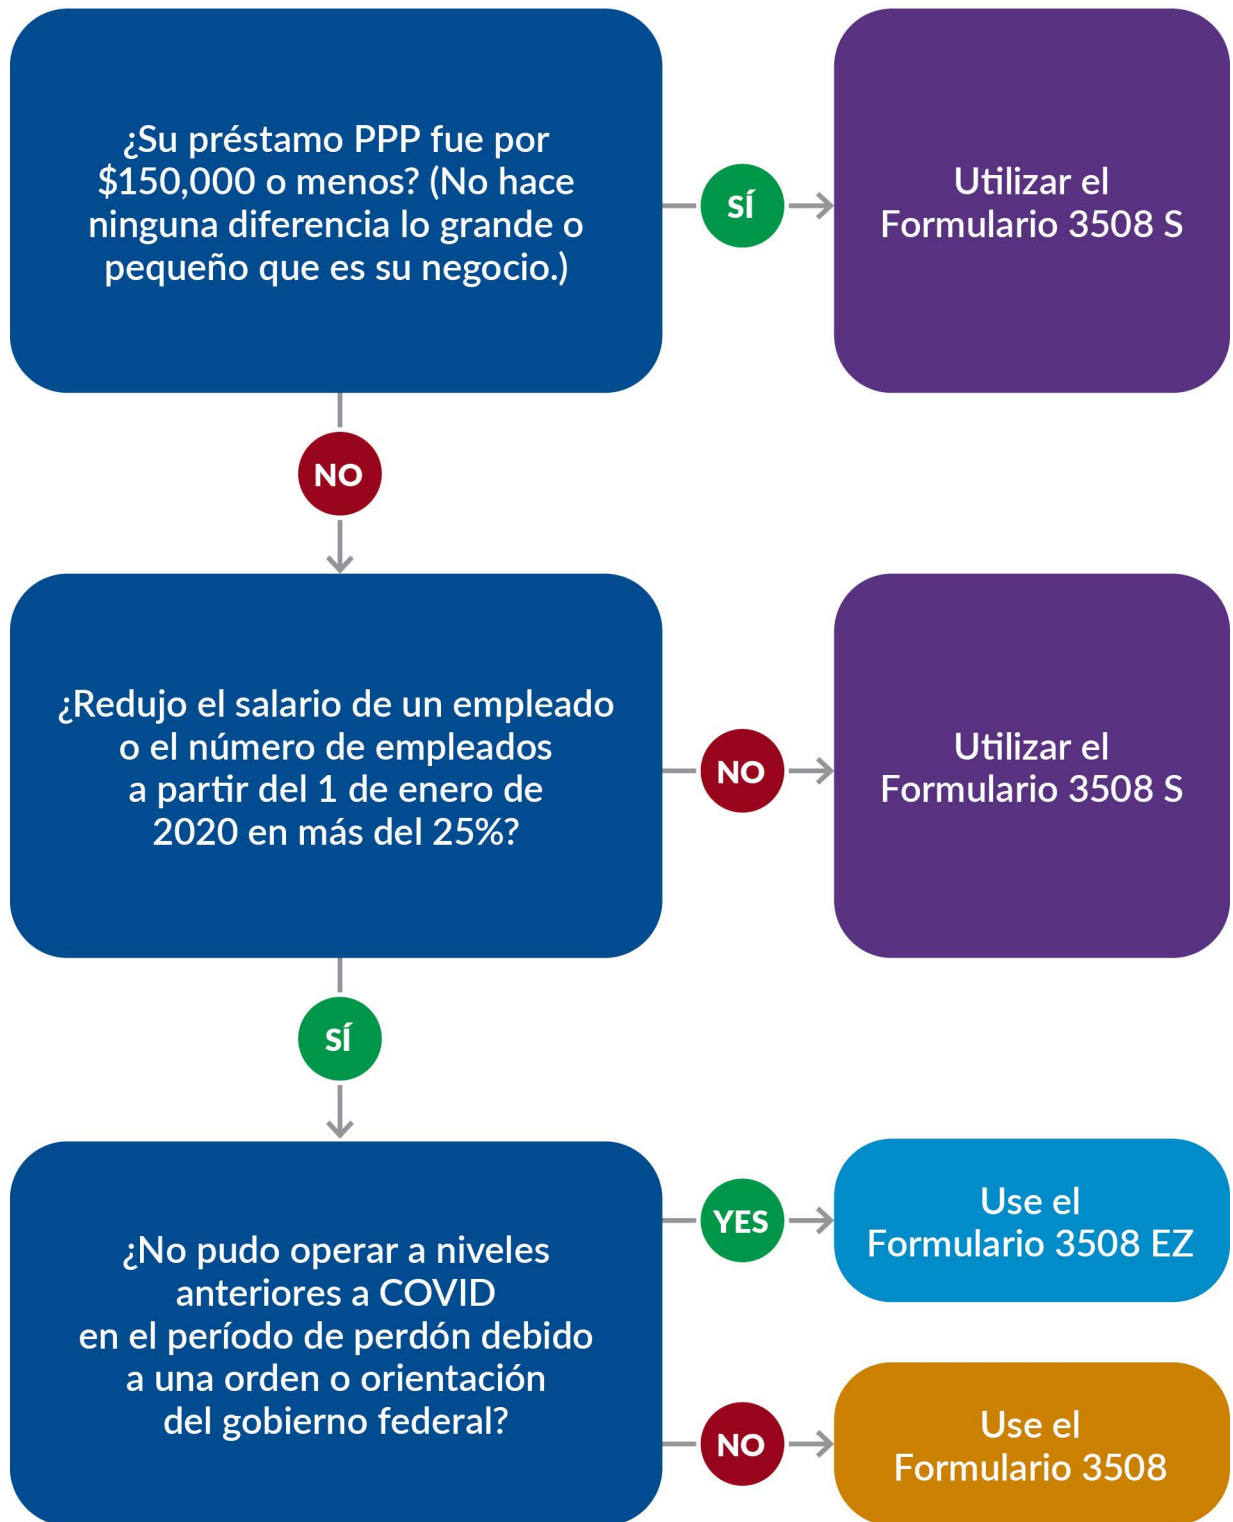 ¿Su préstamo PPP fue por
$150,000 o menos? (No hace
ninguna diferencia lo grande o
pequeño que es su negocio.)
SÍ
Utilizar el
Formulario 3508 S
NO
¿Redujo el salario de un empleado
o el número de empleados
a partir del 1 de enero de
2020 en más del 25%?
NO
Utilizar el
Formulario 3508 S
SÍ
¿No pudo operar a niveles
anteriores a COVID
en el período de perdón debido
a una orden o orientación
del gobierno federal?
YES
Use el
Formulario 3508 EZ
NO
Use el
Formulario 3508